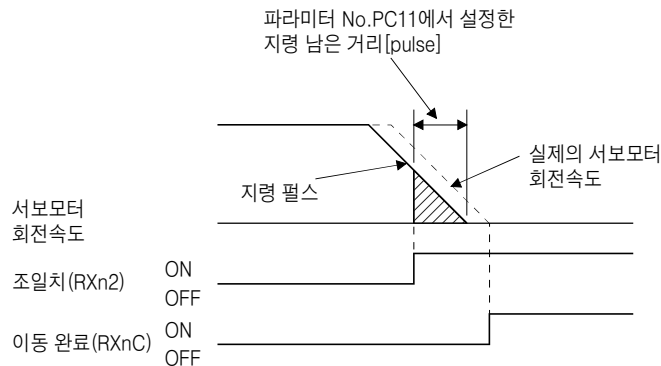 파라미터 No.PC11에서 설정한
지령 남은 거리[pulse]
실제의 서보모터
회전속도
지령 펄스
서보모터
회전속도
조일치(RXn2)
ON
OFF
이동 완료(RXnC)
ON
OFF